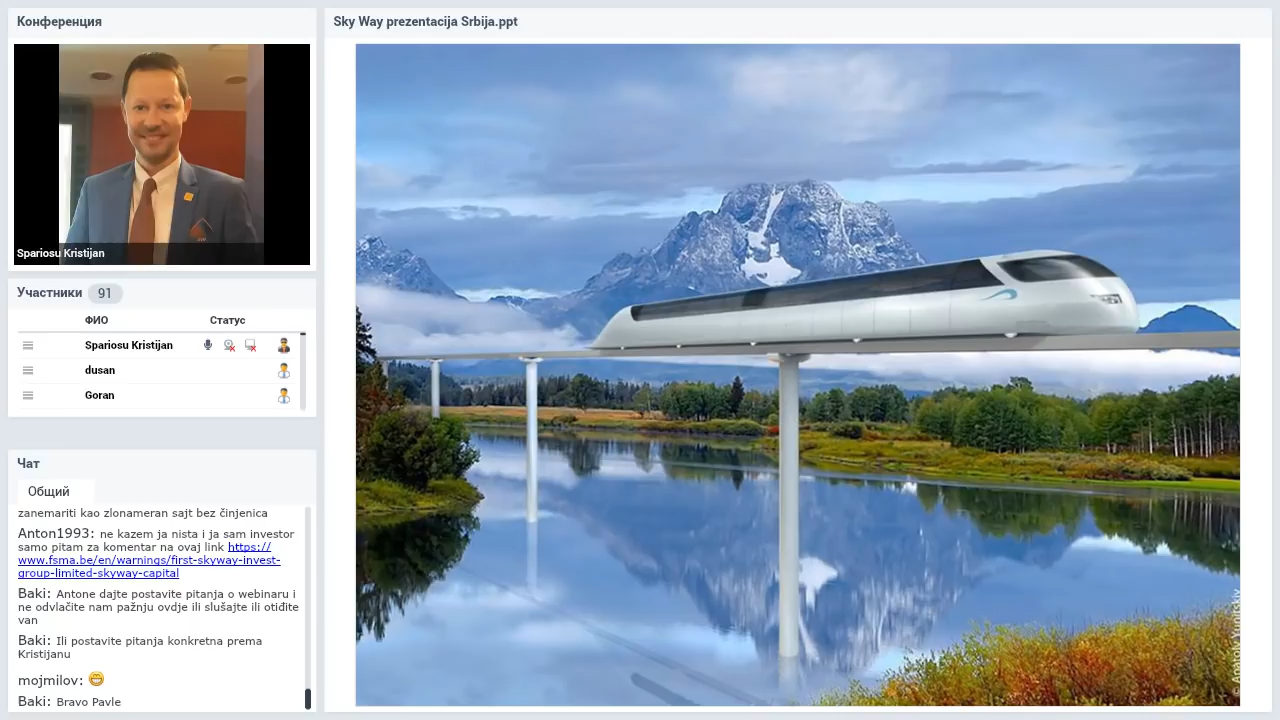 Конференция
Spariosu Kristijan
Участники 91
ФИО Статус
Spariosu Kristijan
dusan
Goran
Чат
Общий
zanemariti kao zlonameran sajt bez činjenica
Anton1993: ne kazem ja nista i ja sam investor
samo pitam za komentar na ovaj link https://
www.fsma.be/en/warnings/first-skyway-invest-
group-limited-skyway-capital
Baki: Antone dajte postavite pitanja o webinaru i
ne odvlačite nam pažnju ovdje ili slušajte ili otiđite
van
Baki: Ili postavite pitanja konkretna prema
Kristijanu
mojmilov:
Baki: Bravo Pavle
Sky Way prezentacija Srbija.ppt